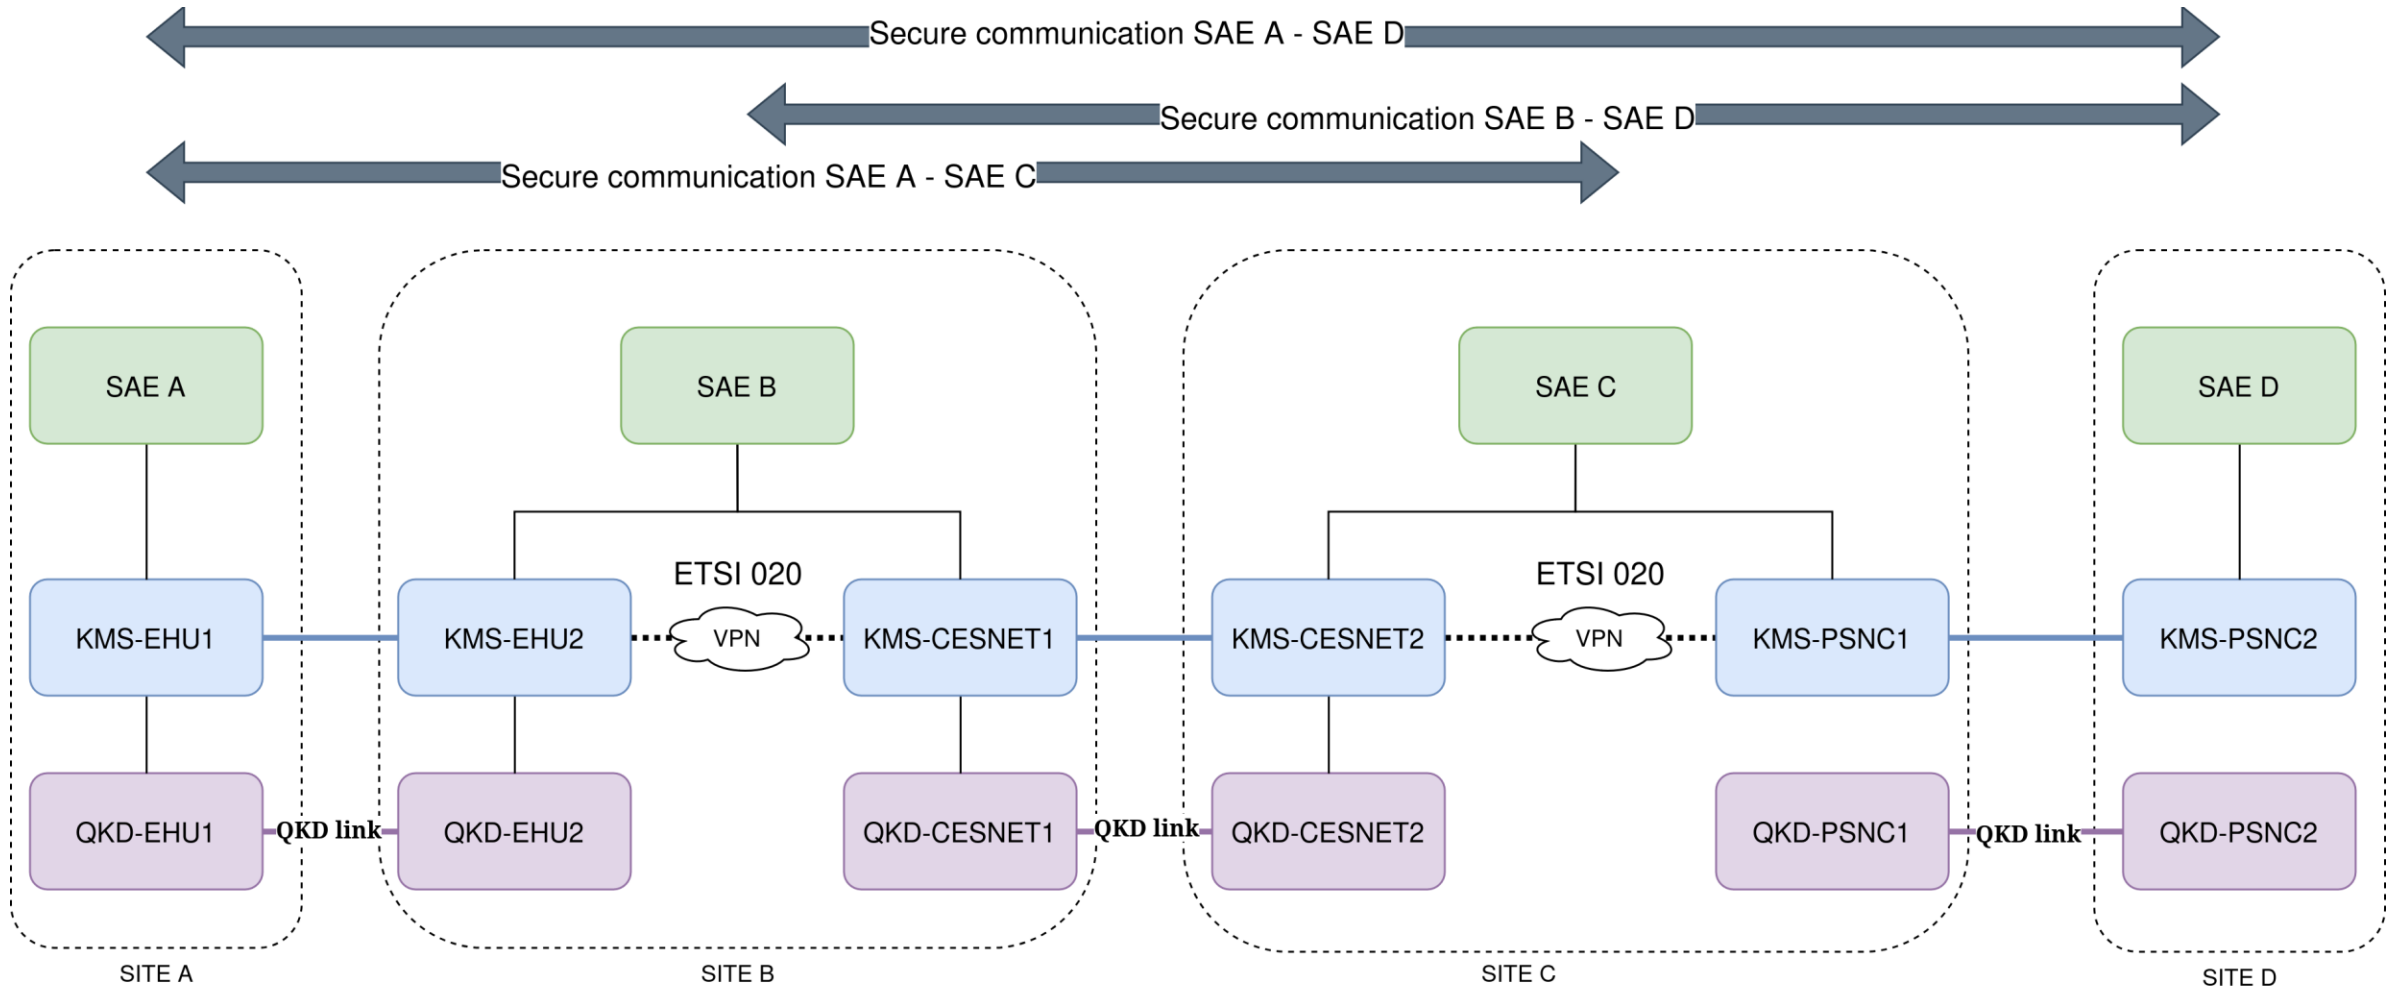 Secure communication SAE A - SAE D
Secure communication SAE B - SAE D
Secure communication SAE A - SAE C
SAE A
SAE B
SAE C
SAE D
ETSI 020
ETSI 020
KMS-EHU1
KMS-EHU2
VPN
KMS-CESNET1
KMS-CESNET2
VPN
KMS-PSNC1
KMS-PSNC2
QKD-EHU1
QKD link
QKD-EHU2
QKD-CESNET1
QKD link
QKD-CESNET2
QKD-PSNC1
QKD link
QKD-PSNC2
SITE A
SITE B
SITE C
SITE D